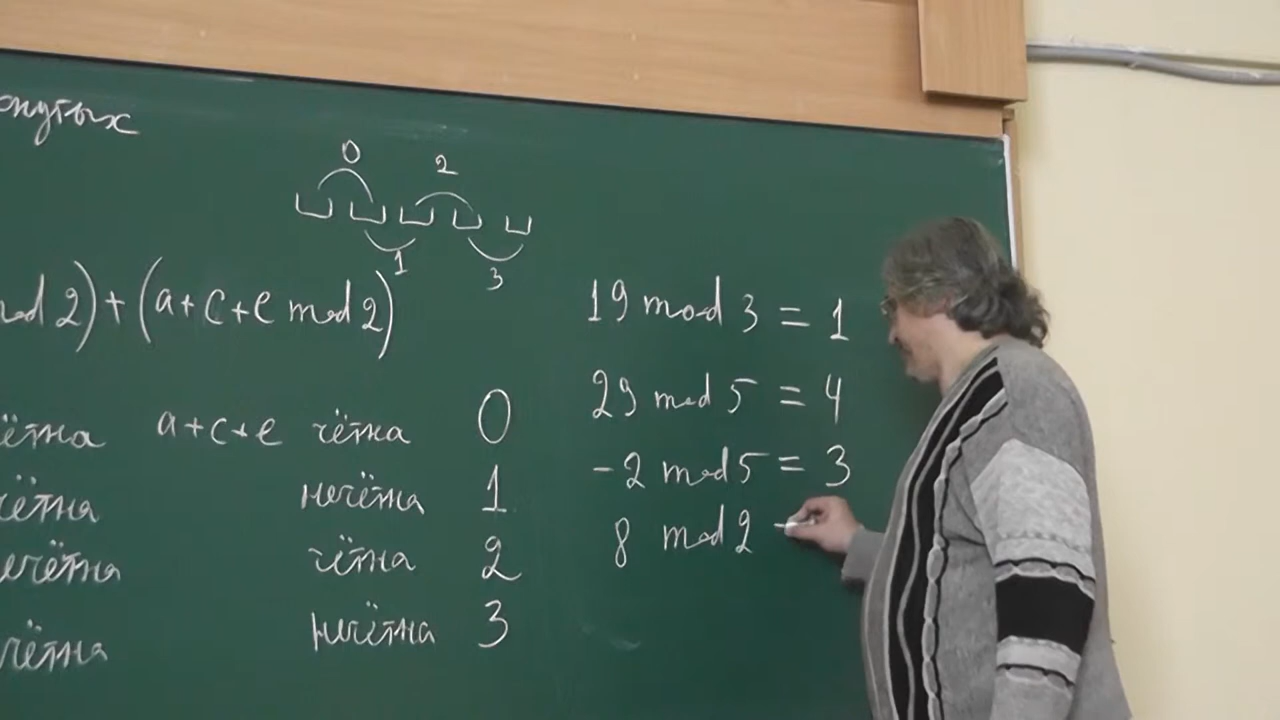 0 2
1 3
mod 2) + (a+c+e mod 2)
a+c+e чётна 0
нечётна 1
чётна 2
нечётна 3
19 mod 3 = 1
29 mod 5 = 4
-2 mod 5 = 3
8 mod 2